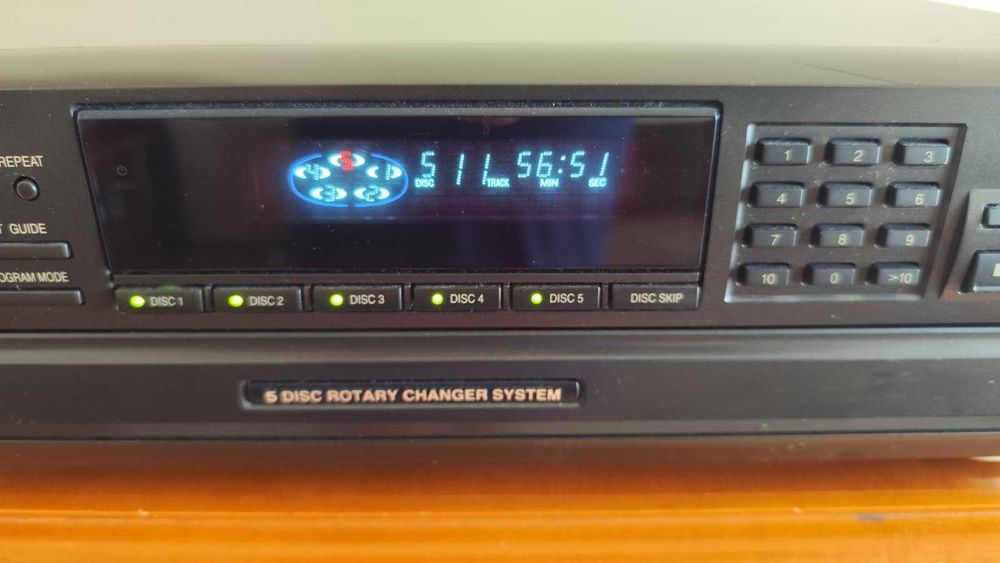 REPEAT
T GUIDE
OGRAM MODE
4 5 1
3 2
5 11 56:51
DISC TRACK MIN SEC
DISC 1 DISC 2 DISC 3 DISC 4 DISC 5 DISC SKIP
1 2 3
4 5 6
7 8 9
10 0 >10
5 DISC ROTARY CHANGER SYSTEM